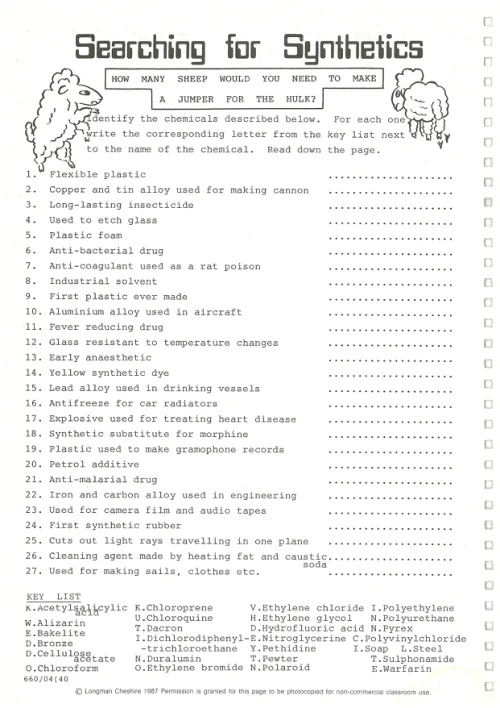 Searching for Synthetics
HOW MANY SHEEP WOULD YOU NEED TO MAKE
A JUMPER FOR THE HULK?
Identify the chemicals described below. For each one
write the corresponding letter from the key list next
to the name of the chemical. Read down the page.
1. Flexible plastic ......................
2. Copper and tin alloy used for making cannon ......................
3. Long-lasting insecticide ......................
4. Used to etch glass ......................
5. Plastic foam ......................
6. Anti-bacterial drug ......................
7. Anti-coagulant used as a rat poison ......................
8. Industrial solvent ......................
9. First plastic ever made ......................
10. Aluminium alloy used in aircraft ......................
11. Fever reducing drug ......................
12. Glass resistant to temperature changes ......................
13. Early anaesthetic ......................
14. Yellow synthetic dye ......................
15. Lead alloy used in drinking vessels ......................
16. Antifreeze for car radiators ......................
17. Explosive used for treating heart disease ......................
18. Synthetic substitute for morphine ......................
19. Plastic used to make gramophone records ......................
20. Petrol additive ......................
21. Anti-malarial drug ......................
22. Iron and carbon alloy used in engineering ......................
23. Used for camera film and audio tapes ......................
24. First synthetic rubber ......................
25. Cuts out light rays travelling in one plane ......................
26. Cleaning agent made by heating fat and caustic ......................
soda
27. Used for making sails, clothes etc. ......................
KEY LIST
A.Acetylsalicylic K.Chloroprene V.Ethylene chloride I.Polyethylene
acid U.Chloroquine H.Ethylene glycol N.Polyurethane
W.Alizarin T.Dacron D.Hydrofluoric acid N.Pyrex
E.Bakelite I.Dichlorodiphenyl- E.Nitroglycerine C.Polyvinylchloride
D.Bronze -trichloroethane Y.Pethidine I.Soap L.Steel
D.Cellulose acetate N.Duralumin T.Pewter T.Sulphonamide
O.Chloroform O.Ethylene bromide N.Polaroid E.Warfarin
660/04(40
© Longman Cheshire 1987 Permission is granted for this page to be photocopied for non-commercial classroom use.